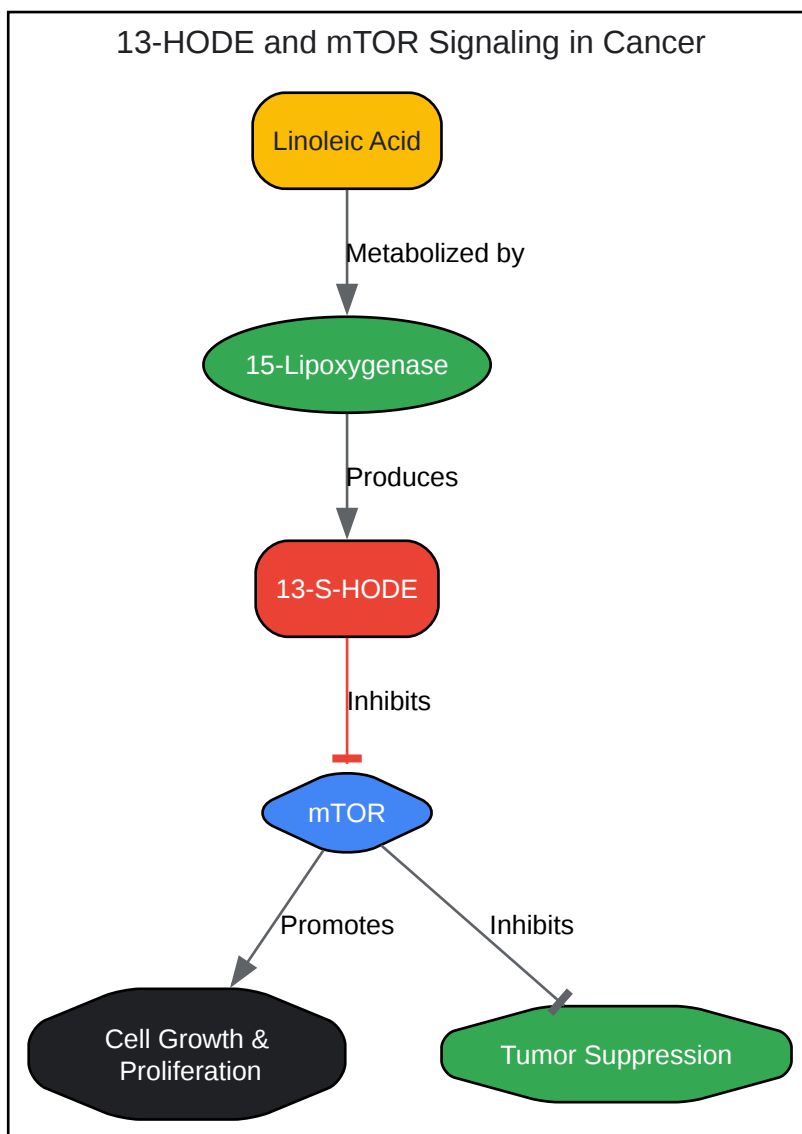 13-HODE and mTOR Signaling in Cancer
Linoleic Acid
Metabolized by
15-Lipoxygenase
Produces
13-S-HODE
Inhibits
mTOR
Promotes
Inhibits
Cell Growth &
Proliferation
Tumor Suppression